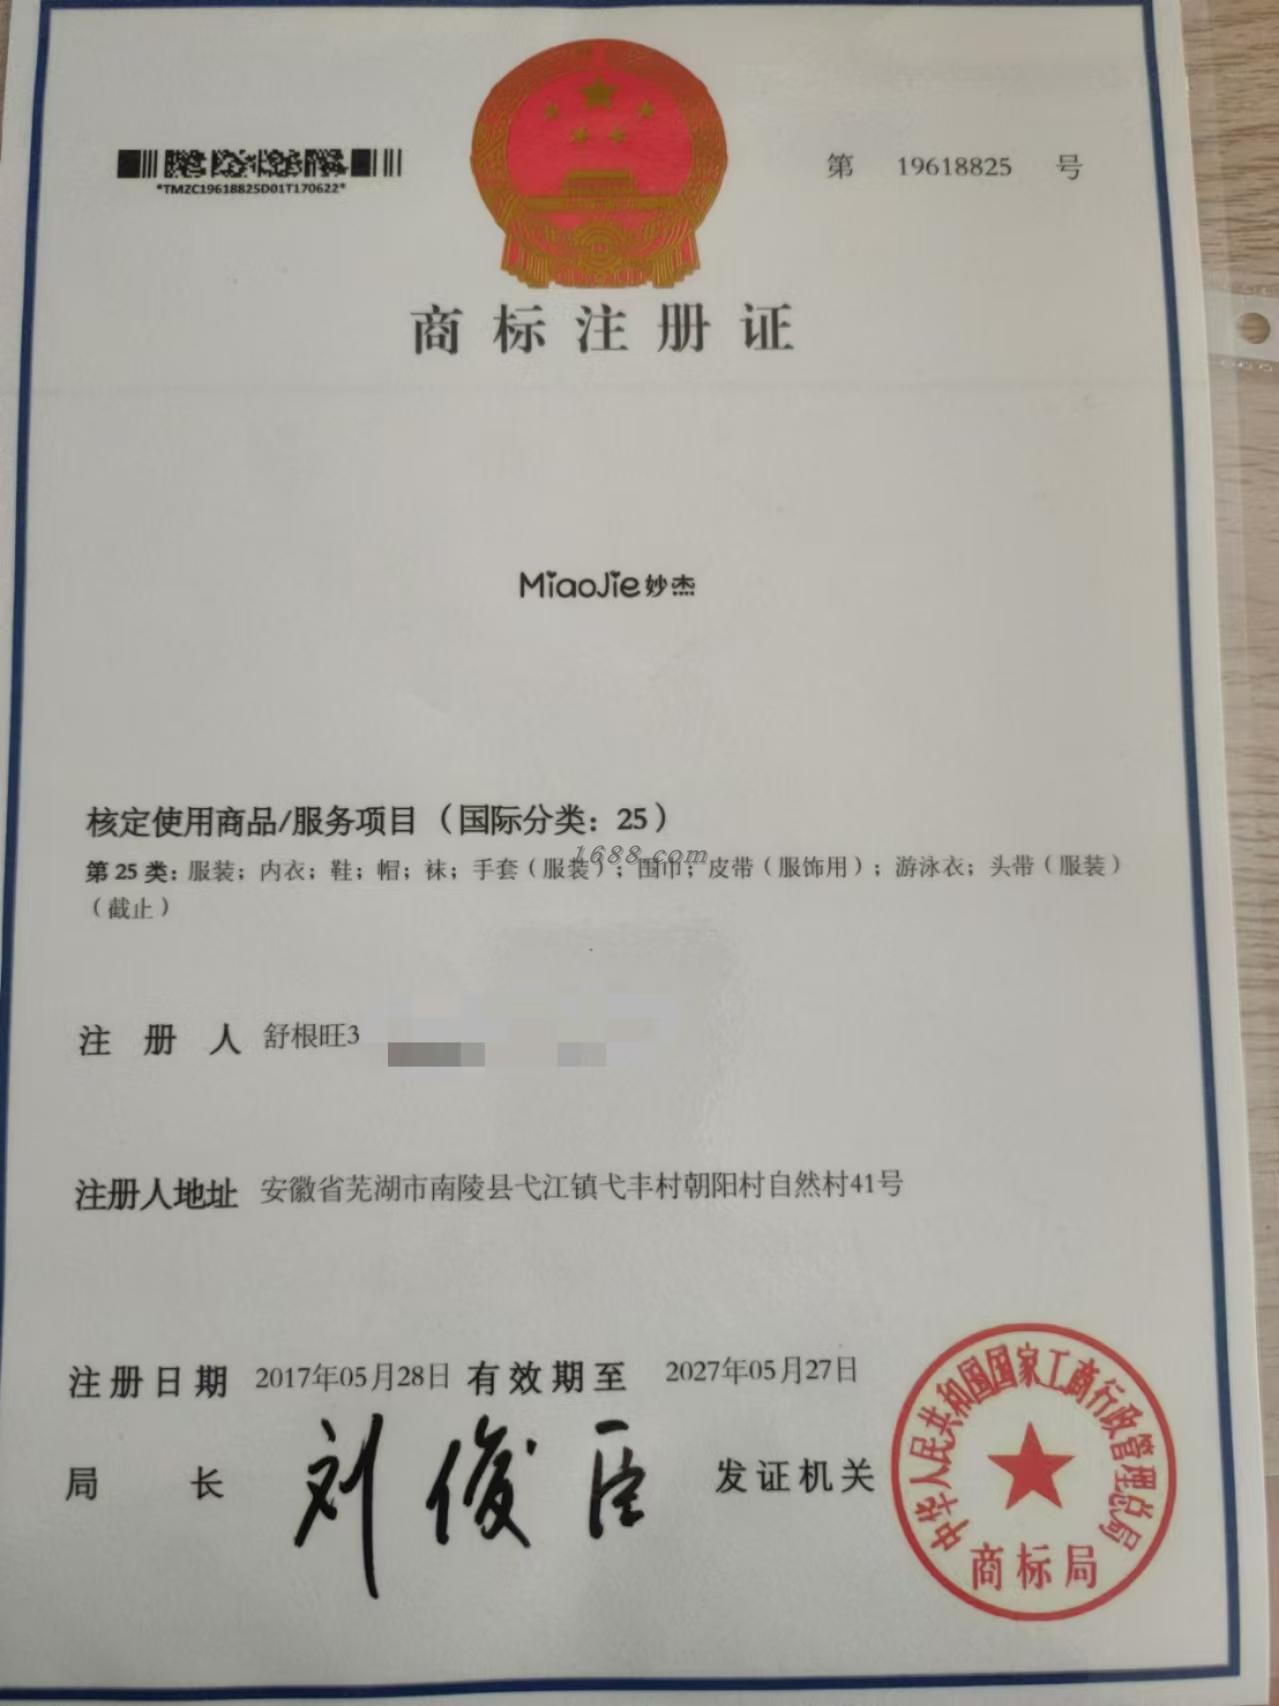 *TMZC19618825D01T170622*
第 19618825 号
商标注册证
MiaoJie妙杰
核定使用商品/服务项目（国际分类：25）
第 25 类：服装；内衣；鞋；帽；袜；手套（服装）；围巾；皮带（服饰用）；游泳衣；头带（服装）
（截止）
1688.com
注 册 人 舒根旺3
注册人地址 安徽省芜湖市南陵县弋江镇弋丰村朝阳村自然村41号
注册日期 2017年05月28日 有效期至 2027年05月27日
局 长 刘俊臣 发证机关
中华人民共和国国家工商行政管理总局
商标局